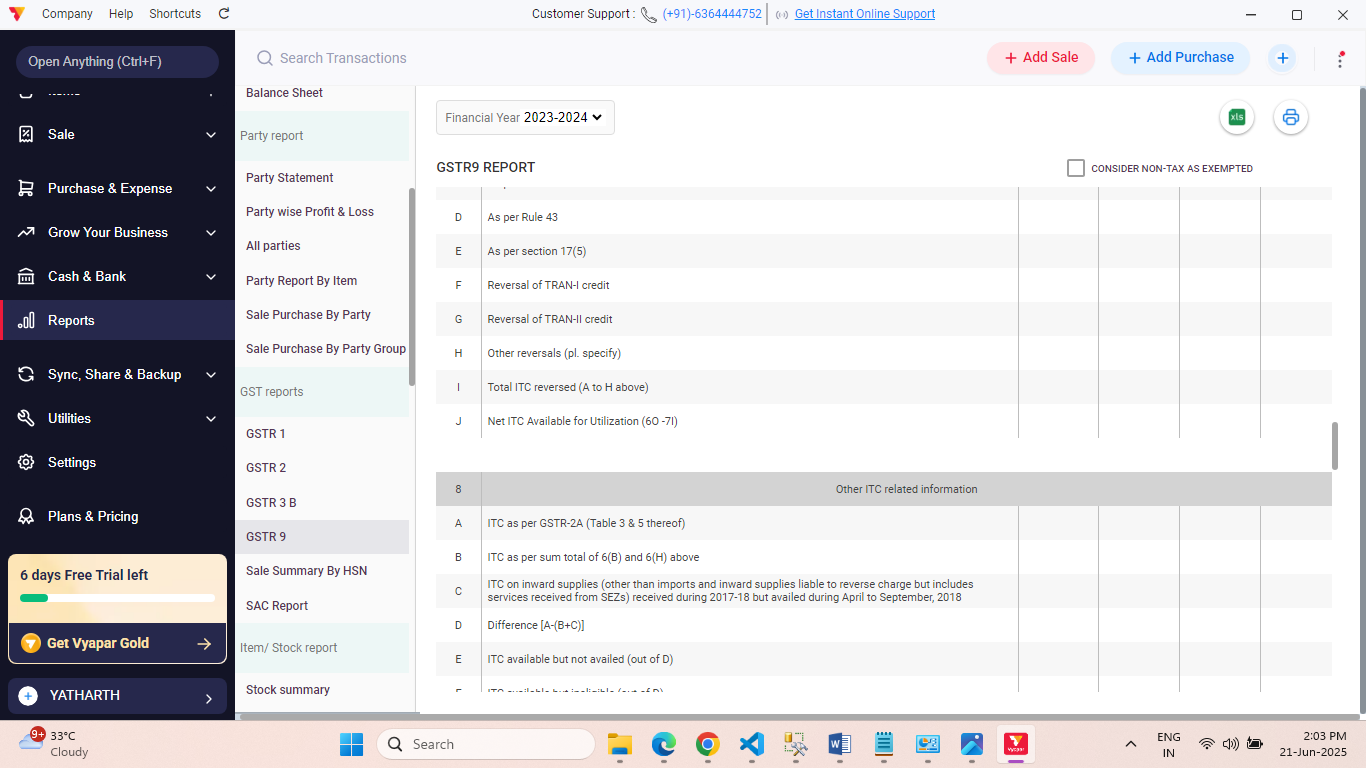 Company Help Shortcuts
Customer Support : (+91)-6364444752 Get Instant Online Support
Open Anything (Ctrl+F)
Search Transactions
+ Add Sale
+ Add Purchase
Items
Sale
Purchase & Expense
Grow Your Business
Cash & Bank
Reports
Sync, Share & Backup
Utilities
Settings
Plans & Pricing
6 days Free Trial left
Get Vyapar Gold
YATHARTH
Balance Sheet
Party report
Party Statement
Party wise Profit & Loss
All parties
Party Report By Item
Sale Purchase By Party
Sale Purchase By Party Group
GST reports
GSTR 1
GSTR 2
GSTR 3 B
GSTR 9
Sale Summary By HSN
SAC Report
Item/ Stock report
Stock summary
Financial Year 2023-2024
xls
GSTR9 REPORT
CONSIDER NON-TAX AS EXEMPTED
D As per Rule 43
E As per section 17(5)
F Reversal of TRAN-I credit
G Reversal of TRAN-II credit
H Other reversals (pl. specify)
I Total ITC reversed (A to H above)
J Net ITC Available for Utilization (6O -7I)
8 Other ITC related information
A ITC as per GSTR-2A (Table 3 & 5 thereof)
B ITC as per sum total of 6(B) and 6(H) above
C ITC on inward supplies (other than imports and inward supplies liable to reverse charge but includes
services received from SEZs) received during 2017-18 but availed during April to September, 2018
D Difference [A-(B+C)]
E ITC available but not availed (out of D)
F ITC available but ineligible (out of D)
9+
33°C
Cloudy
Search
Vyapar
ENG
IN
2:03 PM
21-Jun-2025